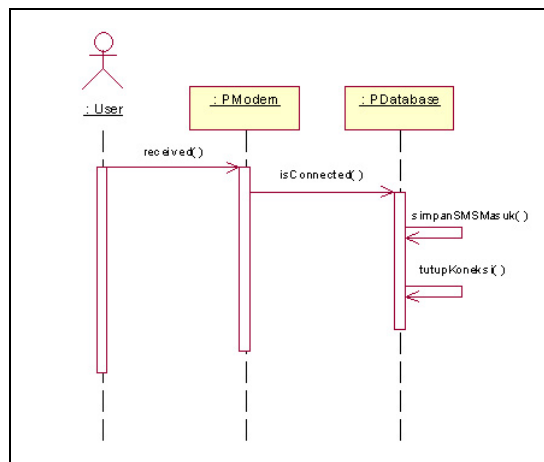 : User
: PModem
: PDatabase
received( )
isConnected( )
simpanSMSMasuk( )
tutupKoneksi( )